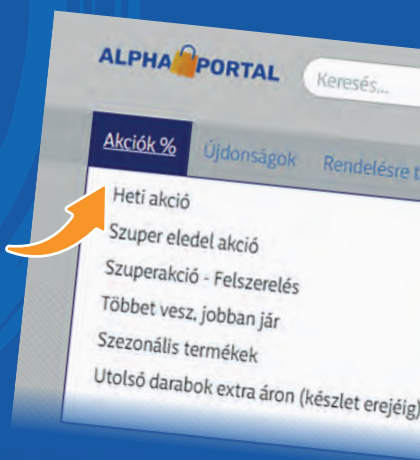 ALPHA PORTAL
Keresés...
Akciók %
Újdonságok
Rendelésre
Heti akció
Szuper eledel akció
Szuperakció - Felszerelés
Többet vesz, jobban jár
Szezonális termékek
Utolsó darabok extra áron (készlet erejéig)